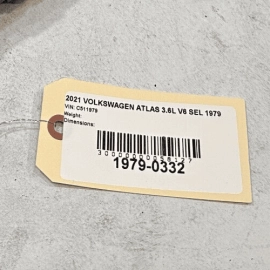 2021 VOLKSWAGEN ATLAS 3.6L V6 SEL 1979
VIN: C511979
Weight:
Dimensions:
1979-0332